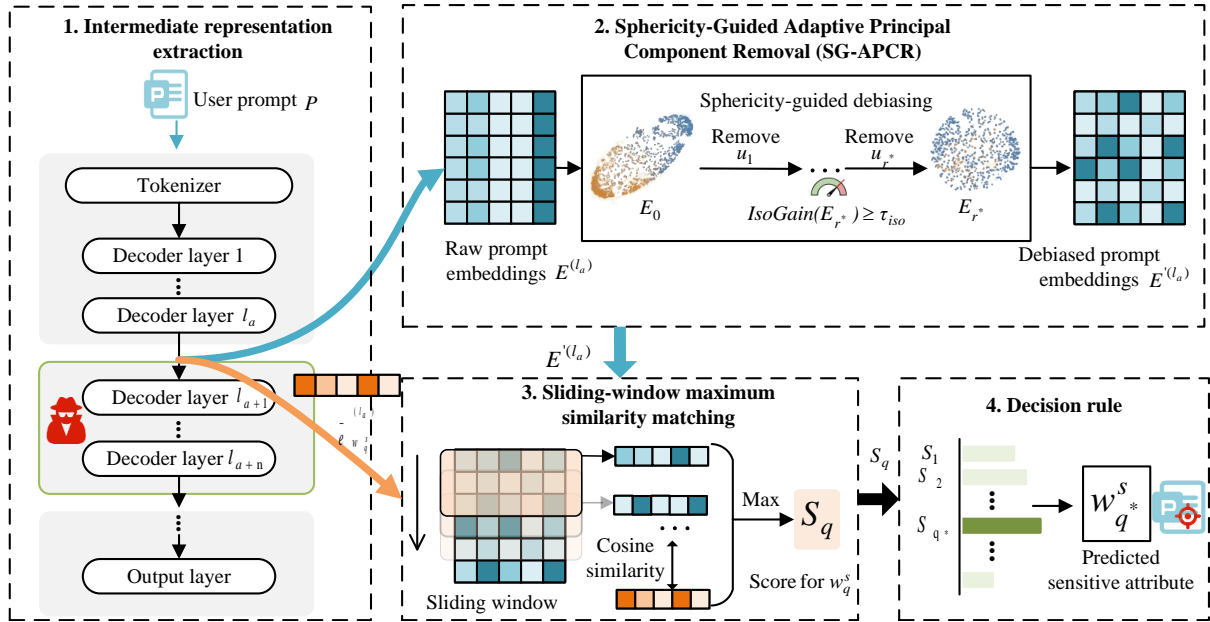 1. Intermediate representation
extraction
P
User prompt P
Tokenizer
Decoder layer 1
Decoder layer l_a
Decoder layer l_{a+1}
Decoder layer l_{a+n}
Output layer
2. Sphericity-Guided Adaptive Principal
Component Removal (SG-APCR)
Sphericity-guided debiasing
Remove
u_1
Remove
u_{r^*}
...
E_0
IsoGain(E_{r^*}) ≥ τ_{iso}
E_{r^*}
Raw prompt
embeddings E^{(l_a)}
Debiased prompt
embeddings E^{'(l_a)}
E^{'(l_a)}
3. Sliding-window maximum
similarity matching
Max
S_q
...
Cosine
similarity
Score for w_q^s
Sliding window
S_q
4. Decision rule
S_1
S_2
S_{q*}
w_{q^*}^s
P
Predicted
sensitive attribute